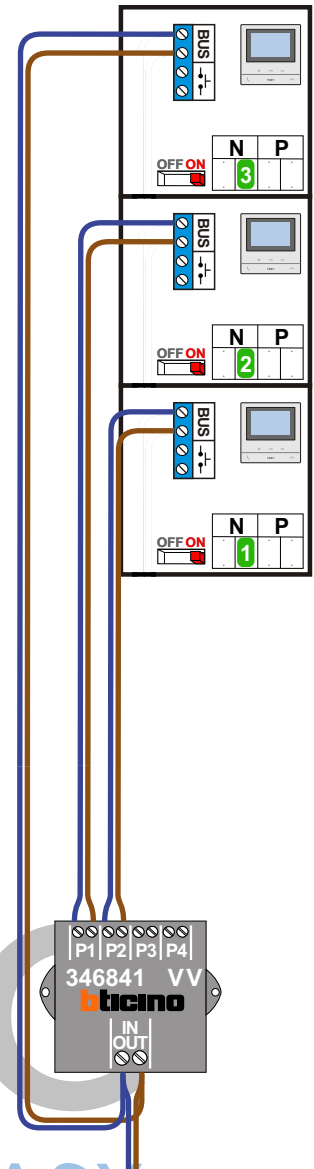 BUS
N P
OFF ON
3
BUS
N P
OFF ON
2
BUS
N P
OFF ON
1
P1 P2 P3 P4
346841 VV
bticino
IN
OUT